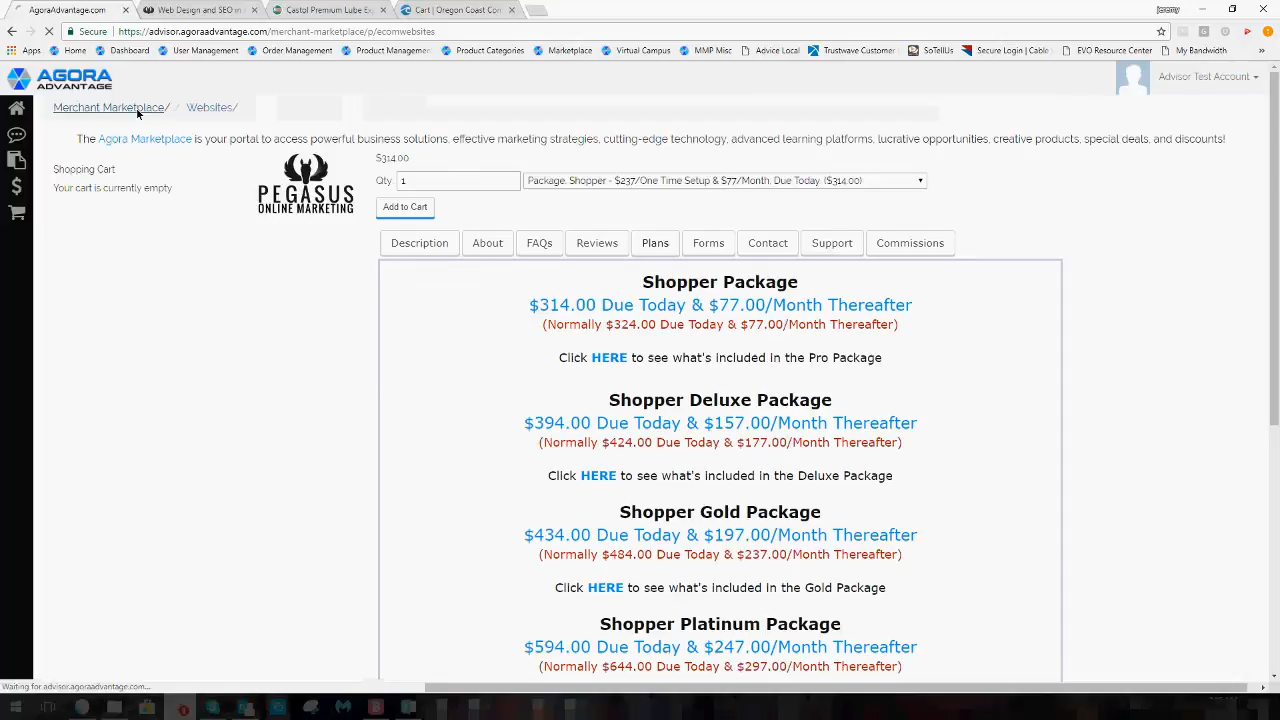 AgoraAdvantage.com
Web Design and SEO in
Castol Premium Lube Ex
Cart | Oregon Coast Com
Jeremy
Secure | https://advisor.agoraadvantage.com/merchant-marketplace/p/ecomwebsites
Apps Home Dashboard User Management Order Management Product Management Product Categories Marketplace Virtual Campus MMP Misc Advice Local Trustwave Customer SoTellUs Secure Login | Cable EVO Resource Center My Bandwidth
AGORA
ADVANTAGE
Advisor Test Account
Merchant Marketplace/ / Websites/
The Agora Marketplace is your portal to access powerful business solutions, effective marketing strategies, cutting-edge technology, advanced learning platforms, lucrative opportunities, creative products, special deals, and discounts!
Shopping Cart
Your cart is currently empty
PEGASUS
ONLINE MARKETING
$314.00
Qty 1 Package. Shopper - $237/One Time Setup & $77/Month. Due Today. ($314.00)
Add to Cart
Description About FAQs Reviews Plans Forms Contact Support Commissions
Shopper Package
$314.00 Due Today & $77.00/Month Thereafter
(Normally $324.00 Due Today & $77.00/Month Thereafter)
Click HERE to see what's included in the Pro Package
Shopper Deluxe Package
$394.00 Due Today & $157.00/Month Thereafter
(Normally $424.00 Due Today & $177.00/Month Thereafter)
Click HERE to see what's included in the Deluxe Package
Shopper Gold Package
$434.00 Due Today & $197.00/Month Thereafter
(Normally $484.00 Due Today & $237.00/Month Thereafter)
Click HERE to see what's included in the Gold Package
Shopper Platinum Package
$594.00 Due Today & $247.00/Month Thereafter
(Normally $644.00 Due Today & $297.00/Month Thereafter)
Waiting for advisor.agoraadvantage.com...